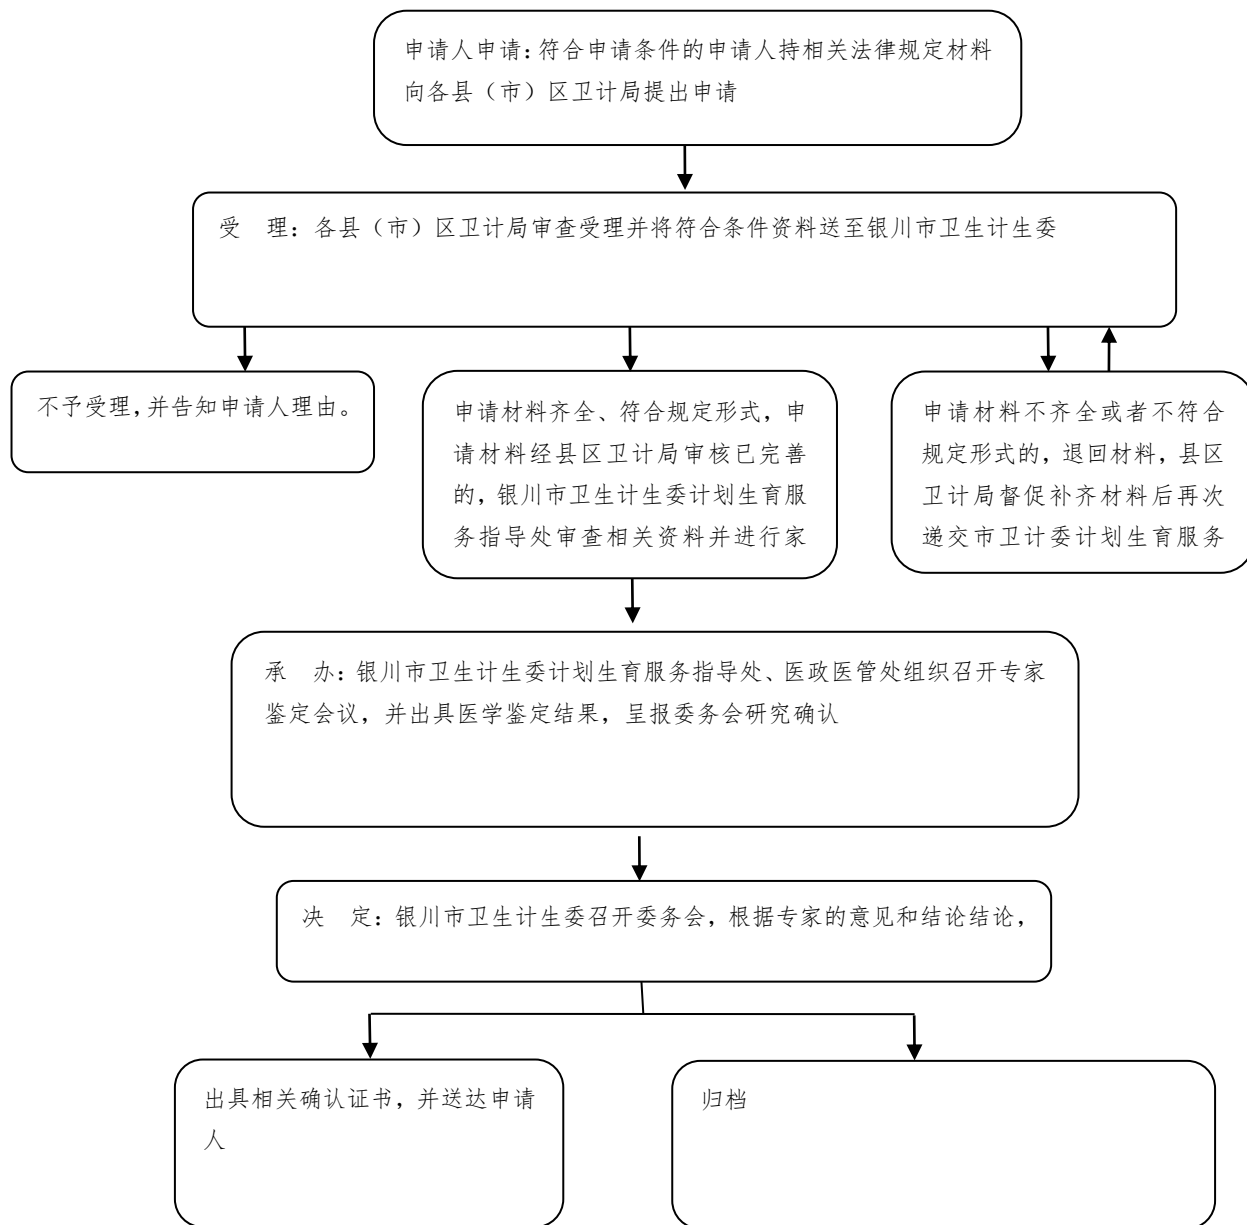 申请人申请：符合申请条件的申请人持相关法律规定材料
向各县（市）区卫计局提出申请
受　理：各县（市）区卫计局审查受理并将符合条件资料送至银川市卫生计生委
不予受理，并告知申请人理由。
申请材料齐全、符合规定形式，申
请材料经县区卫计局审核已完善
的，银川市卫生计生委计划生育服
务指导处审查相关资料并进行家
申请材料不齐全或者不符合
规定形式的，退回材料，县区
卫计局督促补齐材料后再次
递交市卫计委计划生育服务
承　办：银川市卫生计生委计划生育服务指导处、医政医管处组织召开专家
鉴定会议，并出具医学鉴定结果，呈报委务会研究确认
决　定：银川市卫生计生委召开委务会，根据专家的意见和结论结论，
出具相关确认证书，并送达申请
人
归档